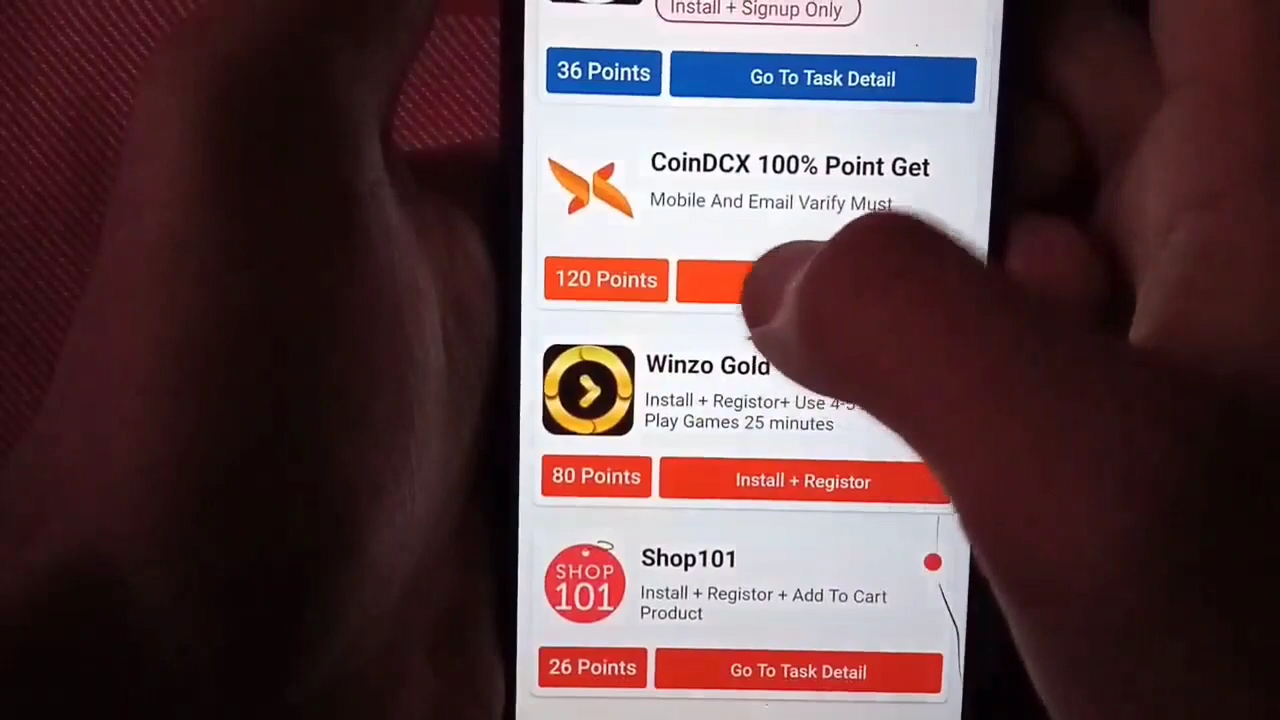 Install + Signup Only
36 Points
Go To Task Detail
CoinDCX 100% Point Get
Mobile And Email Varify Must
120 Points
Winzo Gold
Install + Registor+ Use
Play Games 25 minutes
80 Points
Install + Registor
Shop101
SHOP
101
Install + Registor + Add To Cart
Product
26 Points
Go To Task Detail